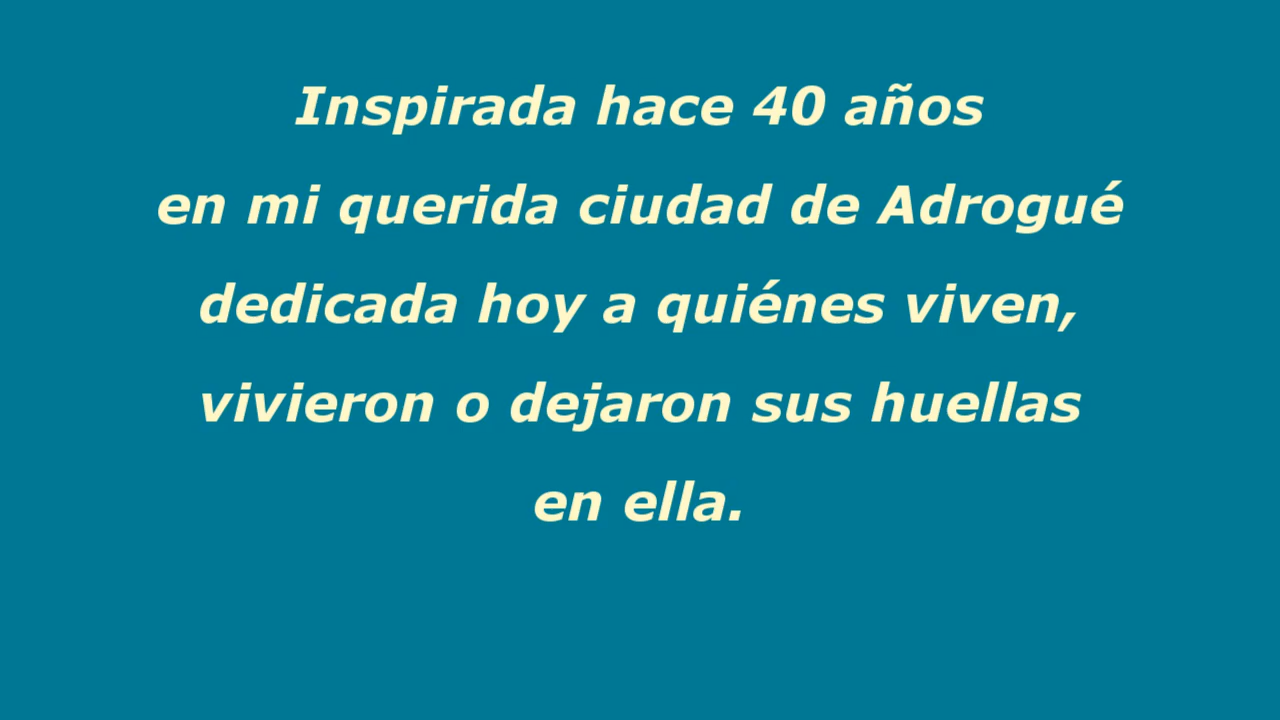 Inspirada hace 40 años
en mi querida ciudad de Adrogué
dedicada hoy a quiénes viven,
vivieron o dejaron sus huellas
en ella.